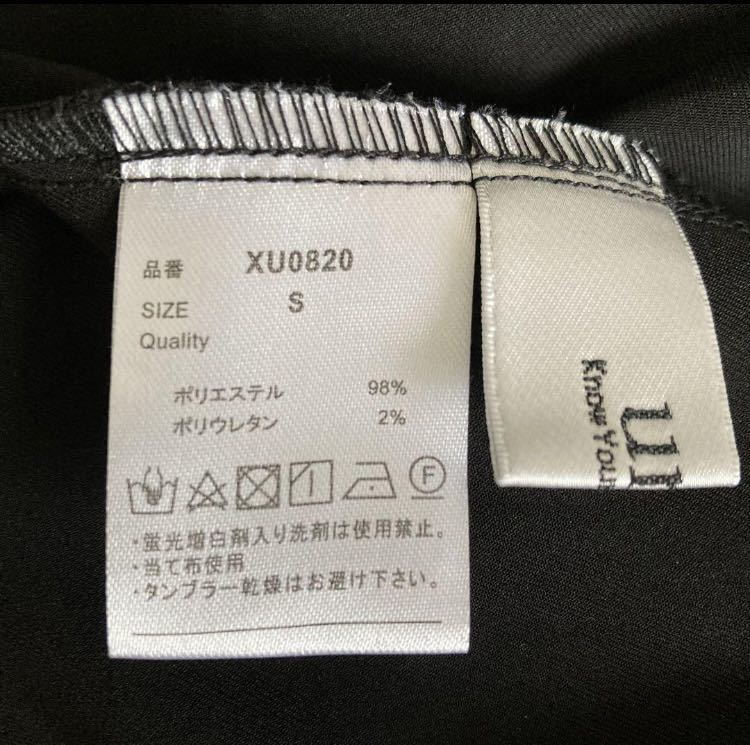 品番 XU0820
SIZE S
Quality
ポリエステル 98%
ポリウレタン 2%
F
・蛍光増白剤入り洗剤は使用禁止。
・当て布使用
・タンブラー乾燥はお避け下さい。
Know You